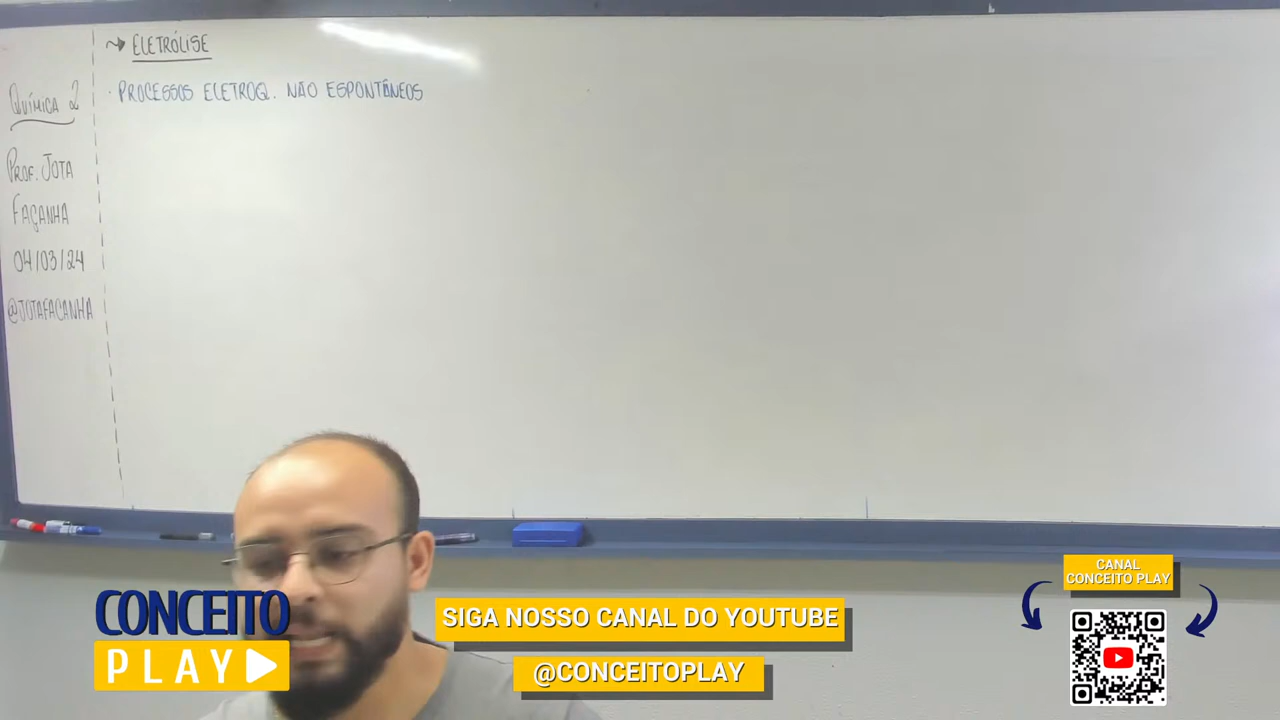 QUÍMICA 2
PROF. JOTA
FAÇANHA
04/03/24
@JOTAFACANHA
→ ELETRÓLISE
· PROCESSOS ELETROQ. NÃO ESPONTÂNEOS
CONCEITO
PLAY
SIGA NOSSO CANAL DO YOUTUBE
@CONCEITOPLAY
CANAL
CONCEITO PLAY